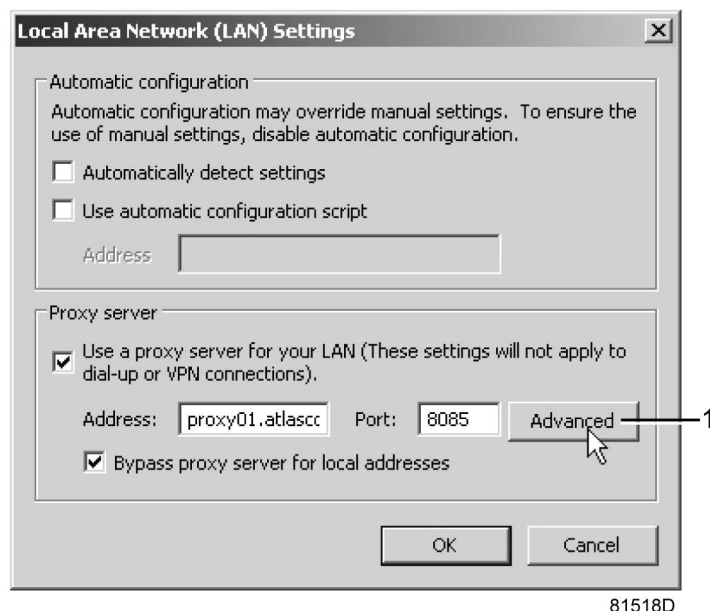 Local Area Network (LAN) Settings
Automatic configuration
Automatic configuration may override manual settings. To ensure the
use of manual settings, disable automatic configuration.
Automatically detect settings
Use automatic configuration script
Address
Proxy server
Use a proxy server for your LAN (These settings will not apply to
dial-up or VPN connections).
Address: proxy01.atlascc Port: 8085 Advanced 1
Bypass proxy server for local addresses
OK Cancel
81518D